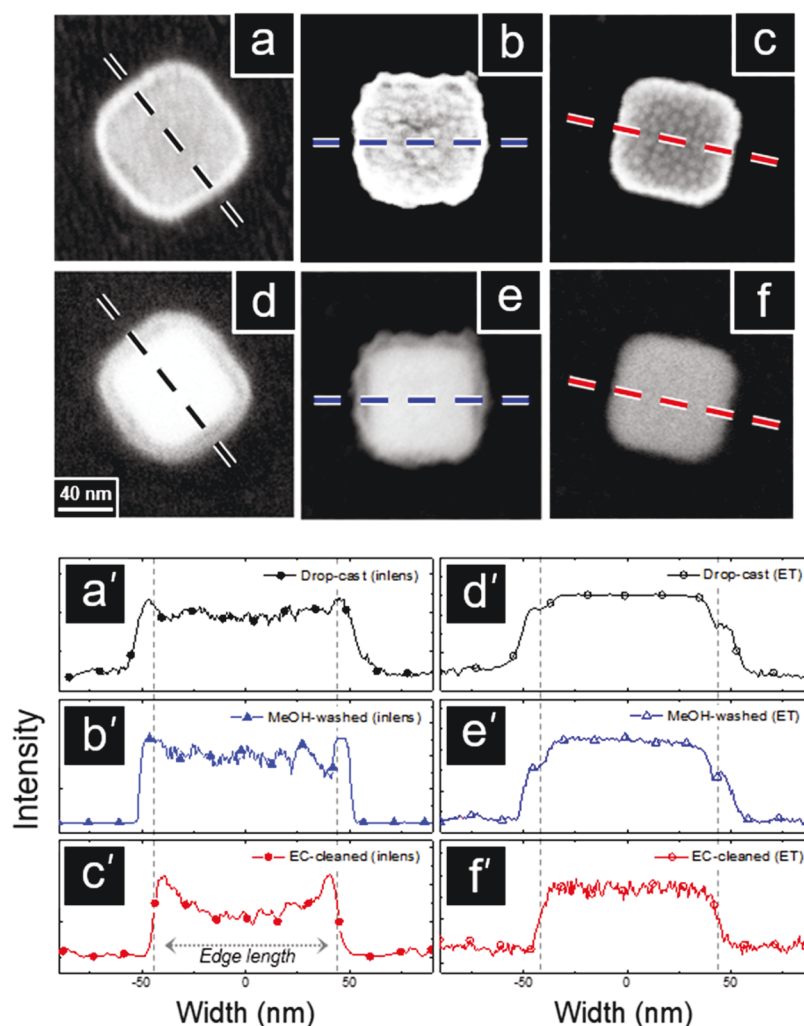 a
b
c
d
e
f
40 nm
a′
Drop-cast (inlens)
d′
Drop-cast (ET)
b′
MeOH-washed (inlens)
e′
MeOH-washed (ET)
c′
EC-cleaned (inlens)
Edge length
f′
EC-cleaned (ET)
Intensity
-50 0 50
-50 0 50
Width (nm)
Width (nm)